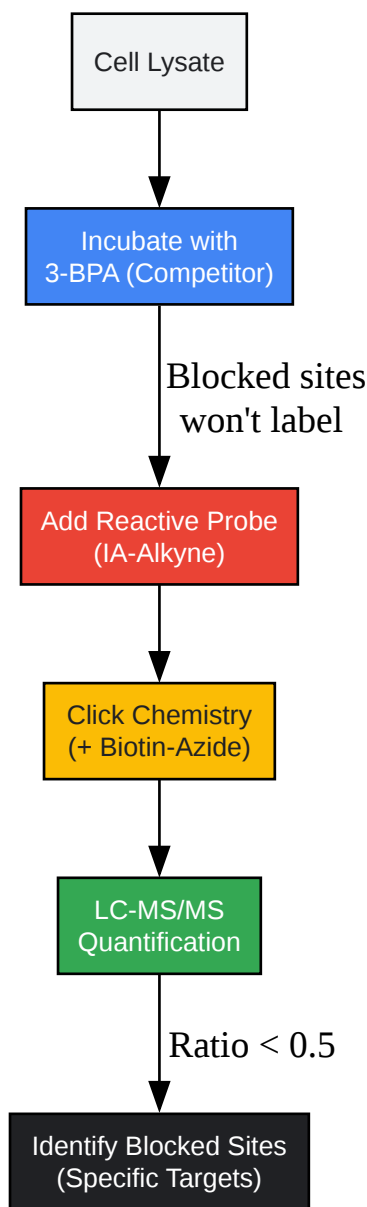 Cell Lysate
Incubate with
3-BPA (Competitor)
Blocked sites
won't label
Add Reactive Probe
(IA-Alkyne)
Click Chemistry
(+ Biotin-Azide)
LC-MS/MS
Quantification
Ratio < 0.5
Identify Blocked Sites
(Specific Targets)